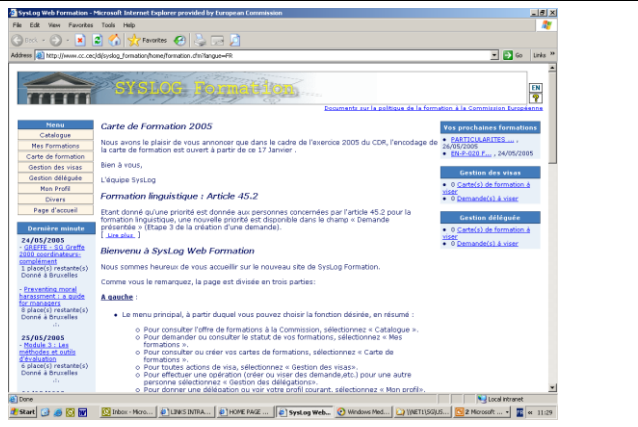 SysLog Web Formation - Microsoft Internet Explorer provided by European Commission
File Edit View Favorites Tools Help
Back Favorites
Address http://www.cc.cec/di/syslog_formation/home/formation.cfm?langue=FR Go Links »
SYSLOG Formation
EN
?
Documents sur la politique de la formation à la Commission Européenne
Menu
Catalogue
Mes Formations
Carte de formation
Gestion des visas
Gestion déléguée
Mon Profil
Divers
Page d'accueil
Dernière minute
24/05/2005
- GREFFE - SG Greffe
2000 coordinateurs-
complément
1 place(s) restante(s)
Donné à Bruxelles
- Preventing moral
harassment : a guide
for managers
8 place(s) restante(s)
Donné à Bruxelles
25/05/2005
- Module 3 : Les
méthodes et outils
d'évaluation
6 place(s) restante(s)
Donné à Bruxelles
Carte de Formation 2005
Nous avons le plaisir de vous annoncer que dans le cadre de l'exercice 2005 du CDR, l'encodage de
la carte de formation est ouvert à partir de ce 17 Janvier .
Bien à vous,
L'équipe SysLog
Formation linguistique : Article 45.2
Etant donné qu'une priorité est donnée aux personnes concernées par l'article 45.2 pour la
formation linguistique, une nouvelle priorité est disponible dans le champ « Demande
présentée » (Etape 3 de la création d'une demande).
[ Lire plus ]
Bienvenu à SysLog Web Formation
Nous sommes heureux de vous accueillir sur le nouveau site de SysLog Formation.
Comme vous le remarquez, la page est divisée en trois parties:
A gauche :
• Le menu principal, à partir duquel vous pouvez choisir la fonction désirée, en résumé :
o Pour consulter l'offre de formations à la Commission, sélectionnez « Catalogue ».
o Pour demander ou consulter le statut de vos formations, sélectionnez « Mes
formations ».
o Pour consulter ou créer vos cartes de formations, sélectionnez « Carte de
formations ».
o Pour toutes actions de visa, sélectionnez « Gestion des visas».
o Pour effectuer une opération (créer ou viser des demande,etc.) pour une autre
personne sélectionnez « Gestion des délégations».
o Pour donner une délégation ou voir votre profil courant, sélectionnez « Mon profil».
Vos prochaines formations
• PARTICULARITES ... ,
26/05/2005
• EN-P-020 F... , 24/05/2005
Gestion des visas
• 0 Carte(s) de formation à
viser
• 0 Demande(s) à viser
Gestion déléguée
• 0 Carte(s) de formation à
viser
• 0 Demande(s) à viser
Done Local intranet
Start Inbox - Micro... LINKS INTRA... HOME PAGE ... SysLog Web... Windows Med... 2 Microsoft ... 11:29